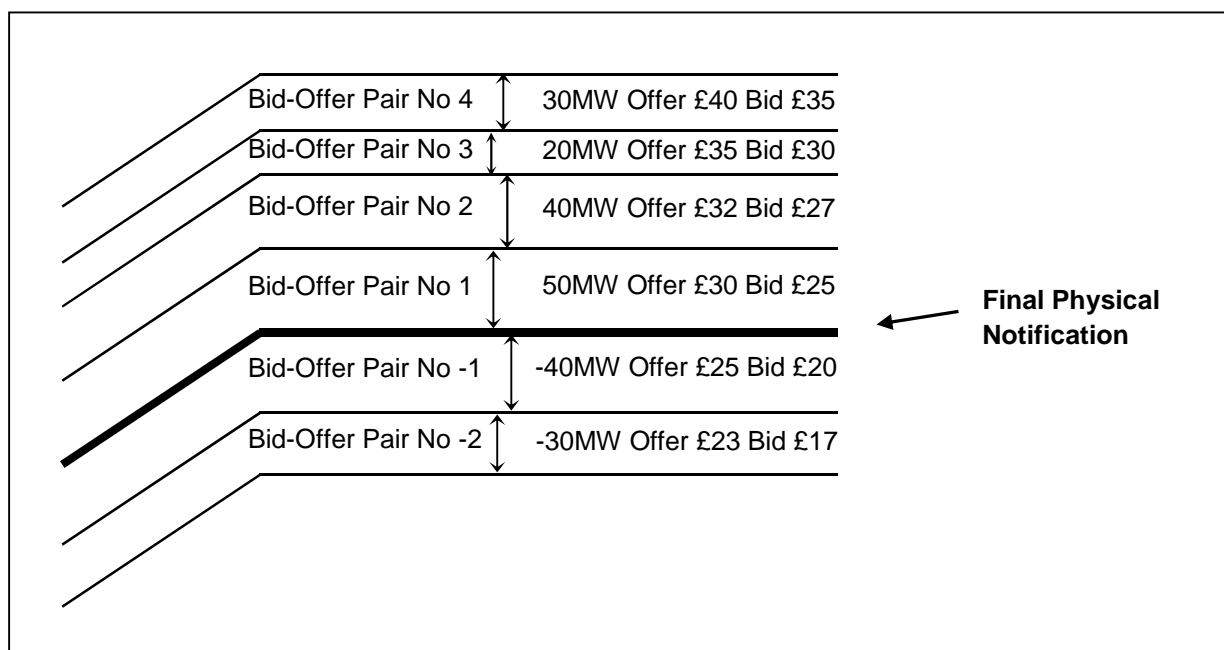 Bid-Offer Pair No 4 30MW Offer £40 Bid £35
Bid-Offer Pair No 3 20MW Offer £35 Bid £30
Bid-Offer Pair No 2 40MW Offer £32 Bid £27
Bid-Offer Pair No 1 50MW Offer £30 Bid £25
Final Physical
Notification
Bid-Offer Pair No -1 -40MW Offer £25 Bid £20
Bid-Offer Pair No -2 -30MW Offer £23 Bid £17